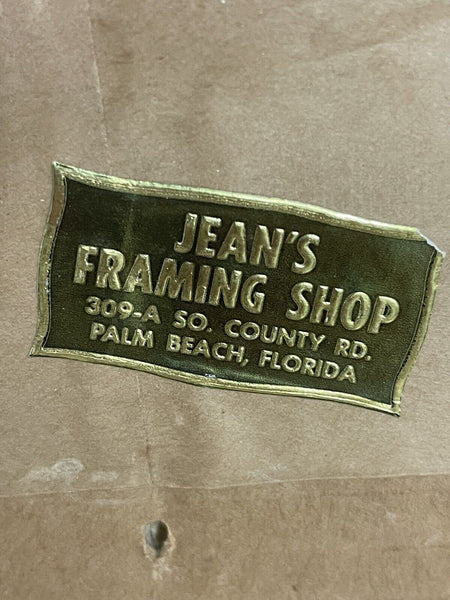 JEAN'S
FRAMING SHOP
309-A SO. COUNTY RD.
PALM BEACH, FLORIDA